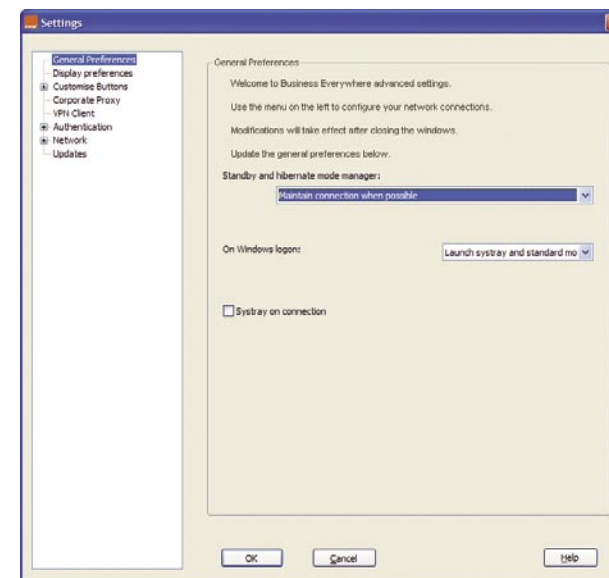 Settings
General Preferences
Display preferences
Customise Buttons
Corporate Proxy
VPN Client
Authentication
Network
Updates
General Preferences
Welcome to Business Everywhere advanced settings.
Use the menu on the left to configure your network connections.
Modifications will take effect after closing the windows.
Update the general preferences below.
Standby and hibernate mode manager:
Maintain connection when possible
On Windows logon:
Launch systray and standard mo
Systray on connection
OK
Cancel
Help